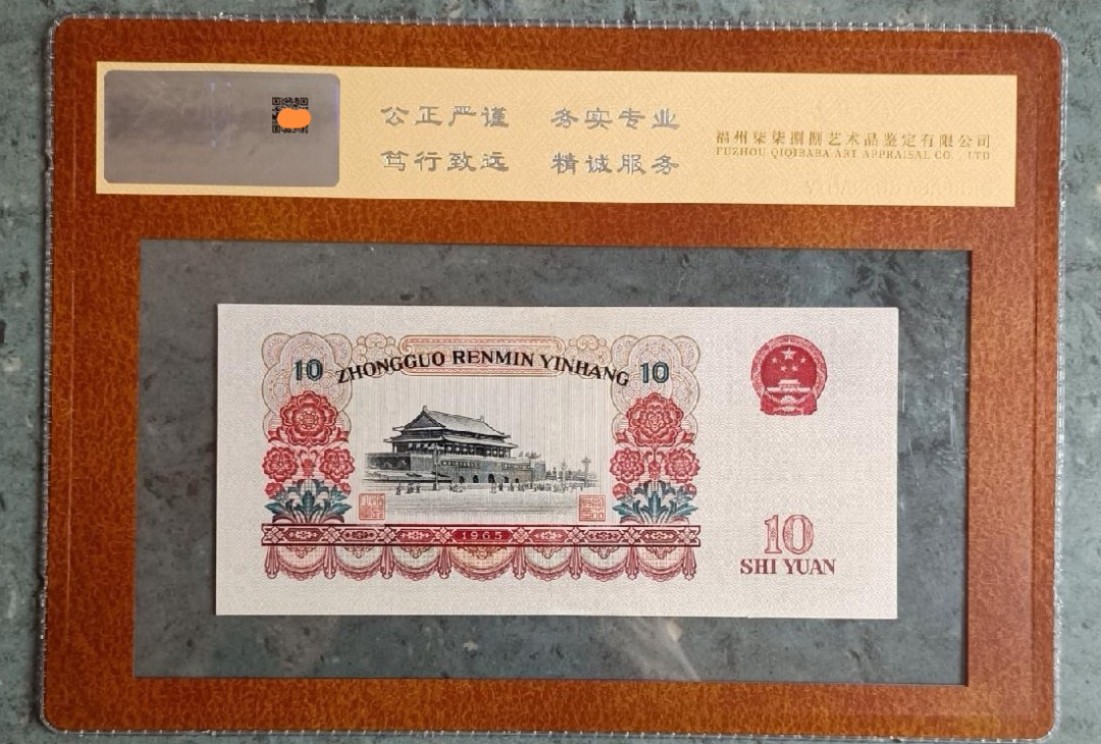 公正严谨 务实专业
笃行致远 精诚服务
福州柒柒捌捌艺术品鉴定有限公司
FUZHOU QIQIBABA ART APPRAISAL CO., LTD
10 ZHONGGUO RENMIN YINHANG 10
1965
10
SHI YUAN